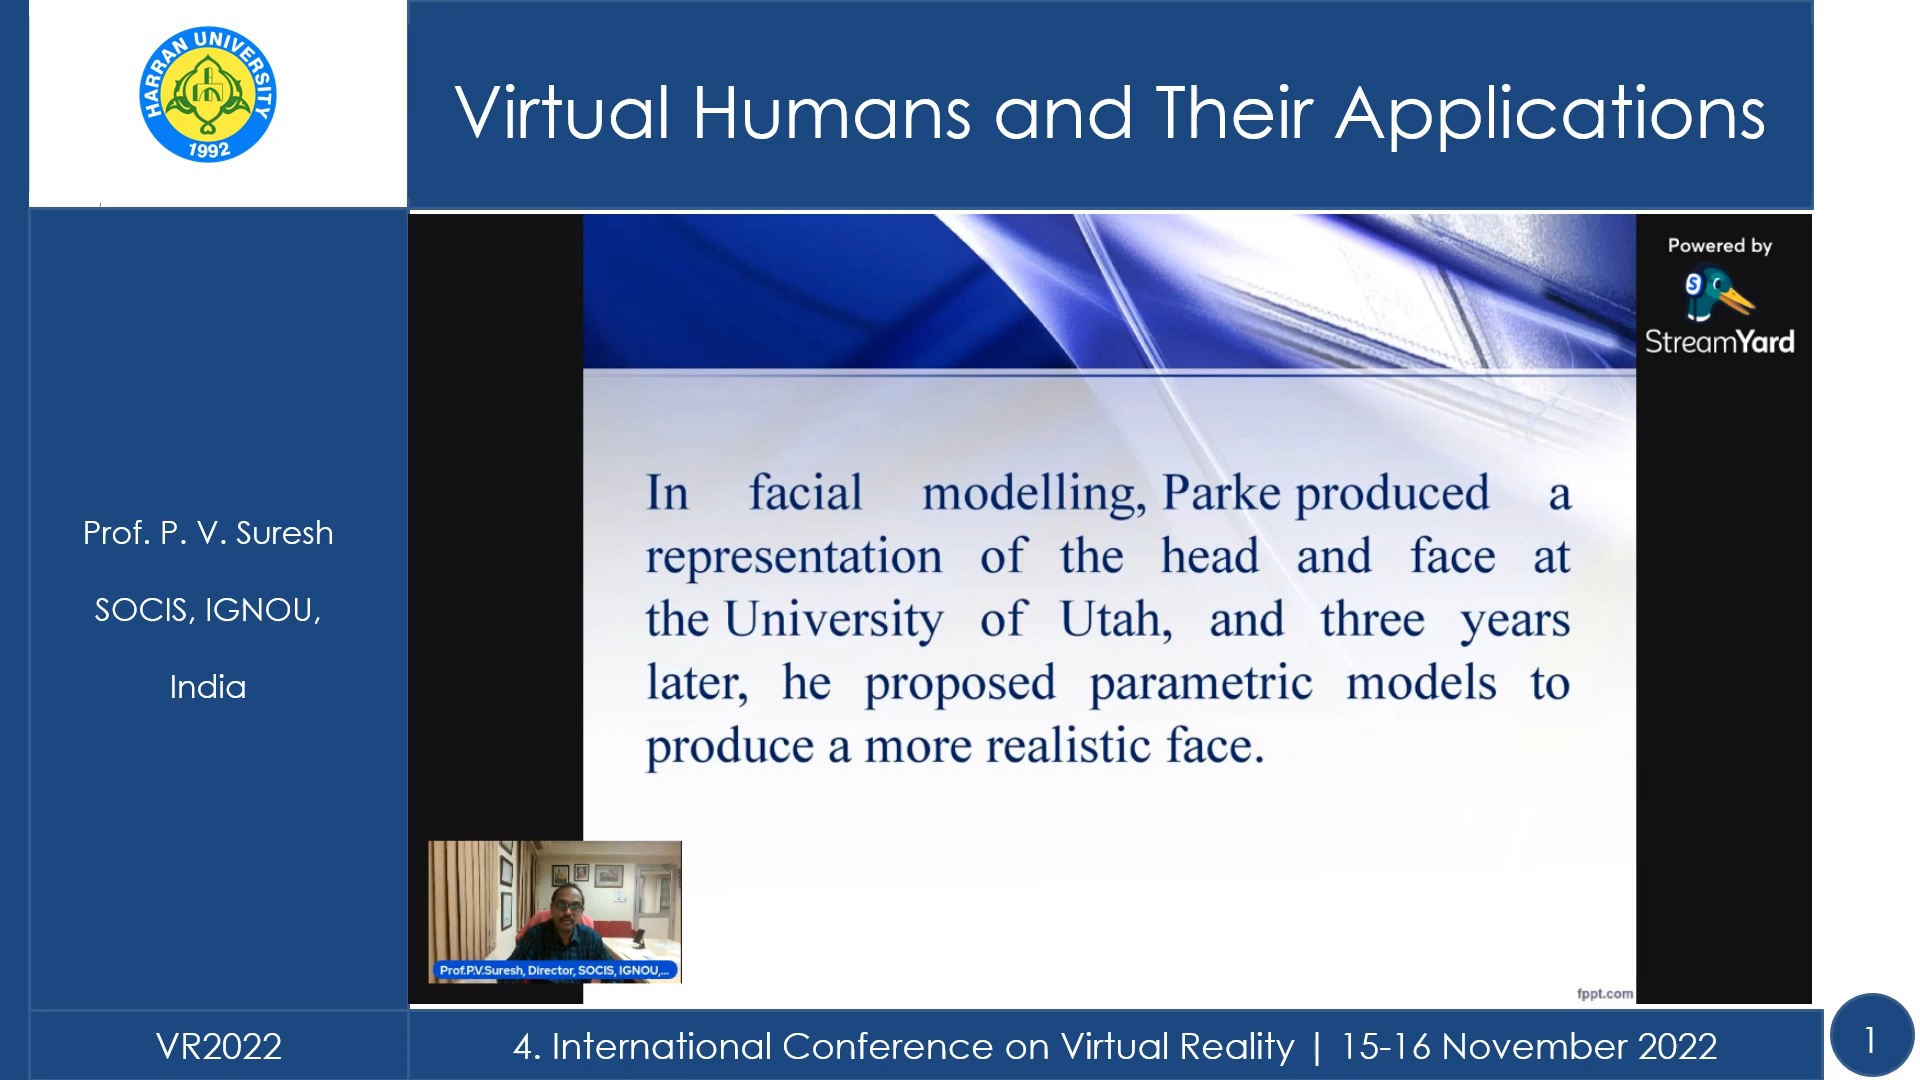 HARRAN UNIVERSITY
1992
Virtual Humans and Their Applications
Powered by
S
StreamYard
In facial modelling, Parke produced a
representation of the head and face at
the University of Utah, and three years
later, he proposed parametric models to
produce a more realistic face.
Prof. P. V. Suresh
SOCIS, IGNOU,
India
Prof.P.V.Suresh, Director, SOCIS, IGNOU,...
fppt.com
VR2022
4. International Conference on Virtual Reality | 15-16 November 2022
1